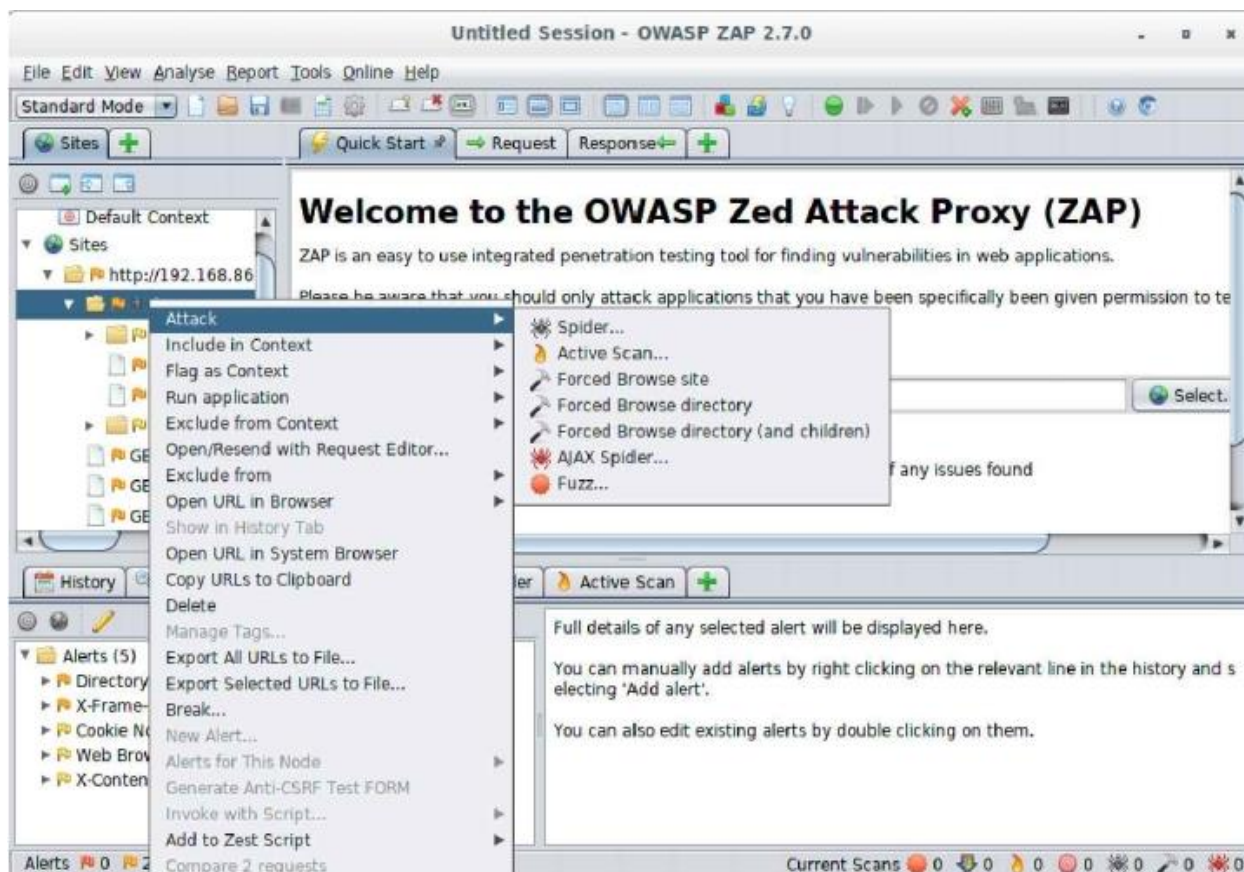 Untitled Session - OWASP ZAP 2.7.0
File Edit View Analyse Report Tools Online Help
Standard Mode
Sites
Quick Start
Request
Response
Default Context
Sites
http://192.168.86
Welcome to the OWASP Zed Attack Proxy (ZAP)
ZAP is an easy to use integrated penetration testing tool for finding vulnerabilities in web applications.
Please be aware that you should only attack applications that you have been specifically been given permission to te
Attack
Include in Context
Flag as Context
Run application
Exclude from Context
Open/Resend with Request Editor...
Exclude from
Open URL in Browser
Show in History Tab
Open URL in System Browser
Copy URLs to Clipboard
Delete
Manage Tags...
Export All URLs to File...
Export Selected URLs to File...
Break...
New Alert...
Alerts for This Node
Generate Anti-CSRF Test FORM
Invoke with Script...
Add to Zest Script
Compare 2 requests
Spider...
Active Scan...
Forced Browse site
Forced Browse directory
Forced Browse directory (and children)
AJAX Spider...
Fuzz...
Select.
f any issues found
GE
GE
GE
History
der
Active Scan
Alerts (5)
Directory
X-Frame-
Cookie No
Web Brow
X-Conten
Full details of any selected alert will be displayed here.
You can manually add alerts by right clicking on the relevant line in the history and s
electing 'Add alert'.
You can also edit existing alerts by double clicking on them.
Alerts 0 2
Current Scans 0 0 0 0 0 0 0